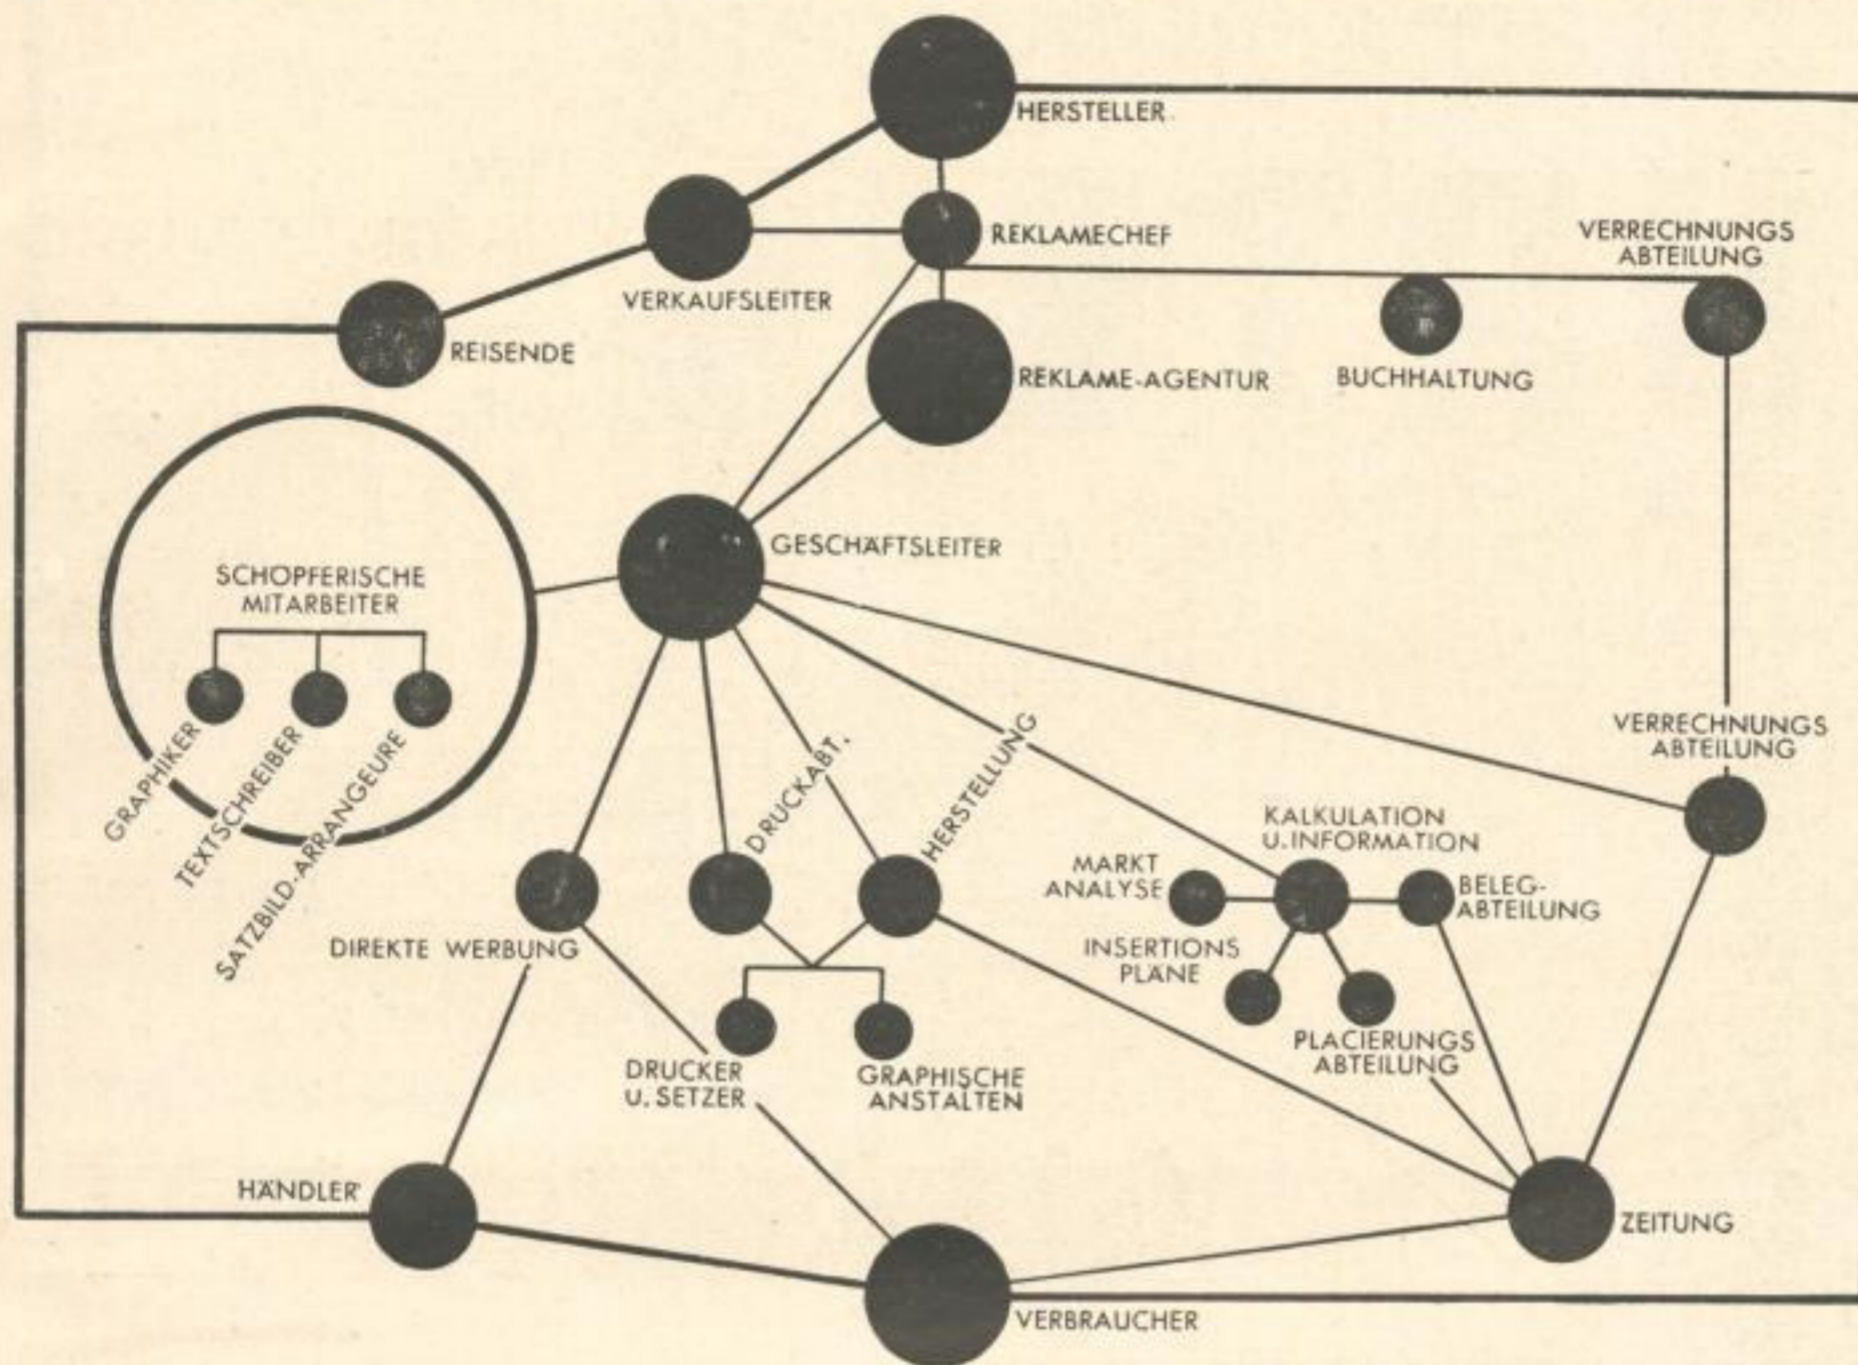 HERSTELLER
REKLAMECHEF
VERRECHNUNGS
ABTEILUNG
VERKAUFSLEITER
REISENDE
REKLAME-AGENTUR
BUCHHALTUNG
GESCHÄFTSLEITER
SCHÖPFERISCHE
MITARBEITER
GRAPHIKER
TEXTSCHREIBER
SATZBILD-ARRANGEURE
DRUCKABT.
HERSTELLUNG
VERRECHNUNGS
ABTEILUNG
KALKULATION
U. INFORMATION
MARKT
ANALYSE
BELEG-
ABTEILUNG
DIREKTE WERBUNG
INSERTIONS
PLÄNE
PLACIERUNGS
ABTEILUNG
DRUCKER
U. SETZER
GRAPHISCHE
ANSTALTEN
HÄNDLER
ZEITUNG
VERBRAUCHER